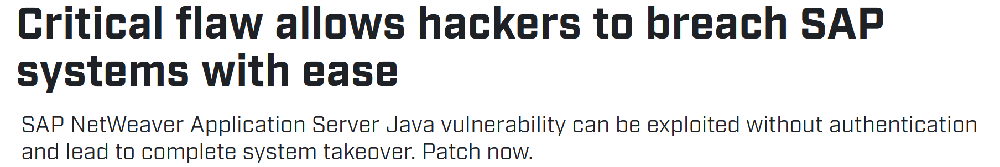 Critical flaw allows hackers to breach SAP
systems with ease
SAP NetWeaver Application Server Java vulnerability can be exploited without authentication
and lead to complete system takeover. Patch now.